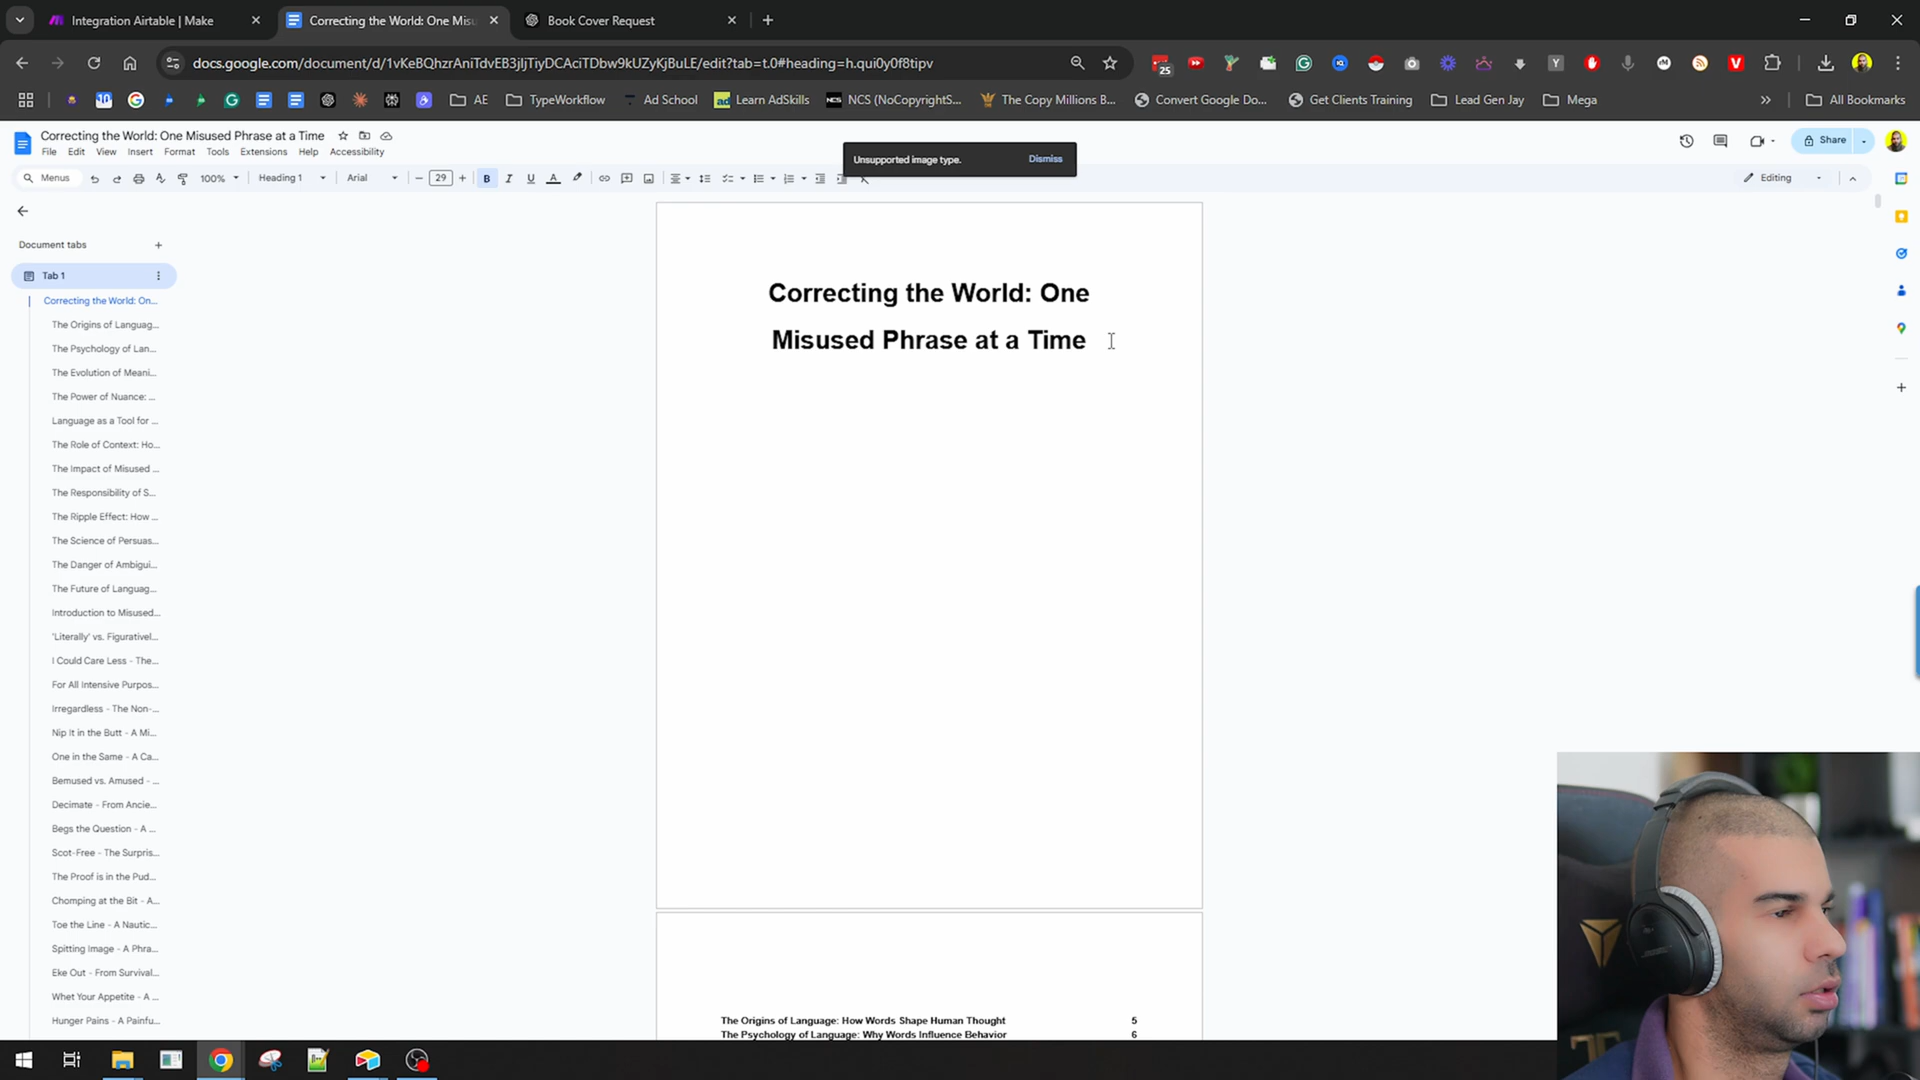 Integration Airtable | Make
Correcting the World: One Misu
Book Cover Request
docs.google.com/document/d/1vKeBQhzrAniTdvEB3jIjTiyDCAciTDbw9kUZyKjBuLE/edit?tab=t.0#heading=h.qui0y0f8tipv
25
AE
TypeWorkflow
Ad School
Learn AdSkills
NCS (NoCopyrightS...
The Copy Millions B...
Convert Google Do...
Get Clients Training
Lead Gen Jay
Mega
All Bookmarks
Correcting the World: One Misused Phrase at a Time
File Edit View Insert Format Tools Extensions Help Accessibility
Unsupported image type. Dismiss
Share
Menus 100% Heading 1 Arial 29 Editing
Document tabs
Tab 1
Correcting the World: On...
The Origins of Languag...
The Psychology of Lan...
The Evolution of Meani...
The Power of Nuance: ...
Language as a Tool for ...
The Role of Context: Ho...
The Impact of Misused ...
The Responsibility of S...
The Ripple Effect: How ...
The Science of Persuas...
The Danger of Ambigui...
The Future of Languag...
Introduction to Misused...
'Literally' vs. Figurativel...
I Could Care Less - The...
For All Intensive Purpos...
Irregardless - The Non-...
Nip It in the Butt - A Mi...
One in the Same - A Ca...
Bemused vs. Amused - ...
Decimate - From Ancie...
Begs the Question - A ...
Scot-Free - The Surpris...
The Proof is in the Pud...
Chomping at the Bit - A...
Toe the Line - A Nautic...
Spitting Image - A Phra...
Eke Out - From Survival...
Whet Your Appetite - A ...
Hunger Pains - A Painfu...
Correcting the World: One
Misused Phrase at a Time
The Origins of Language: How Words Shape Human Thought 5
The Psychology of Language: Why Words Influence Behavior 6